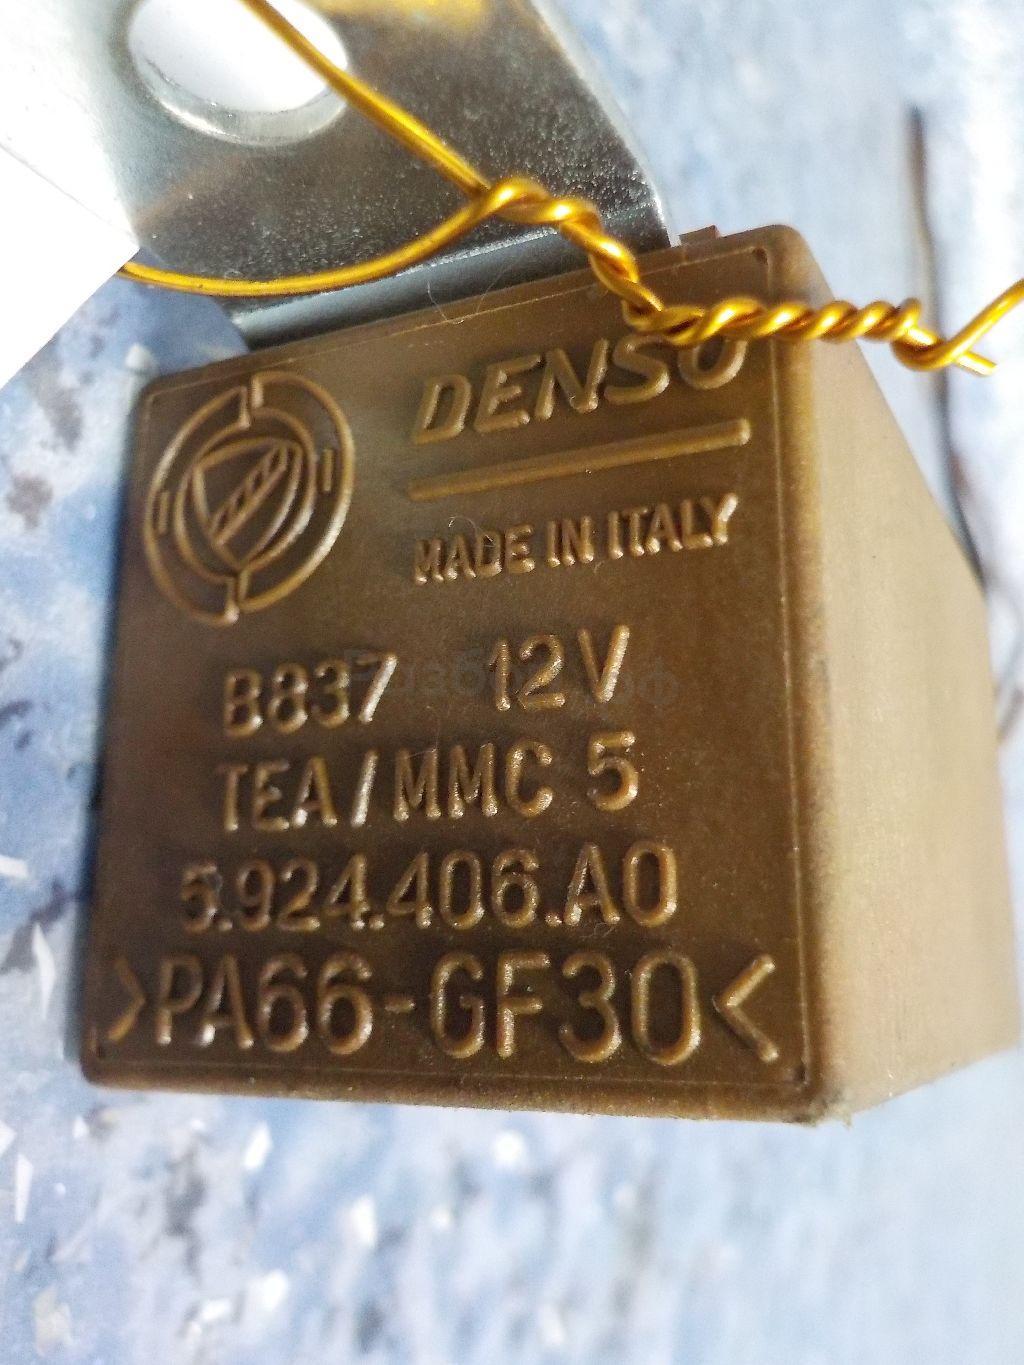 DENSO
MADE IN ITALY
B837 12V
TEA/MMC 5
5.924.406.A0
>PA66-GF30<